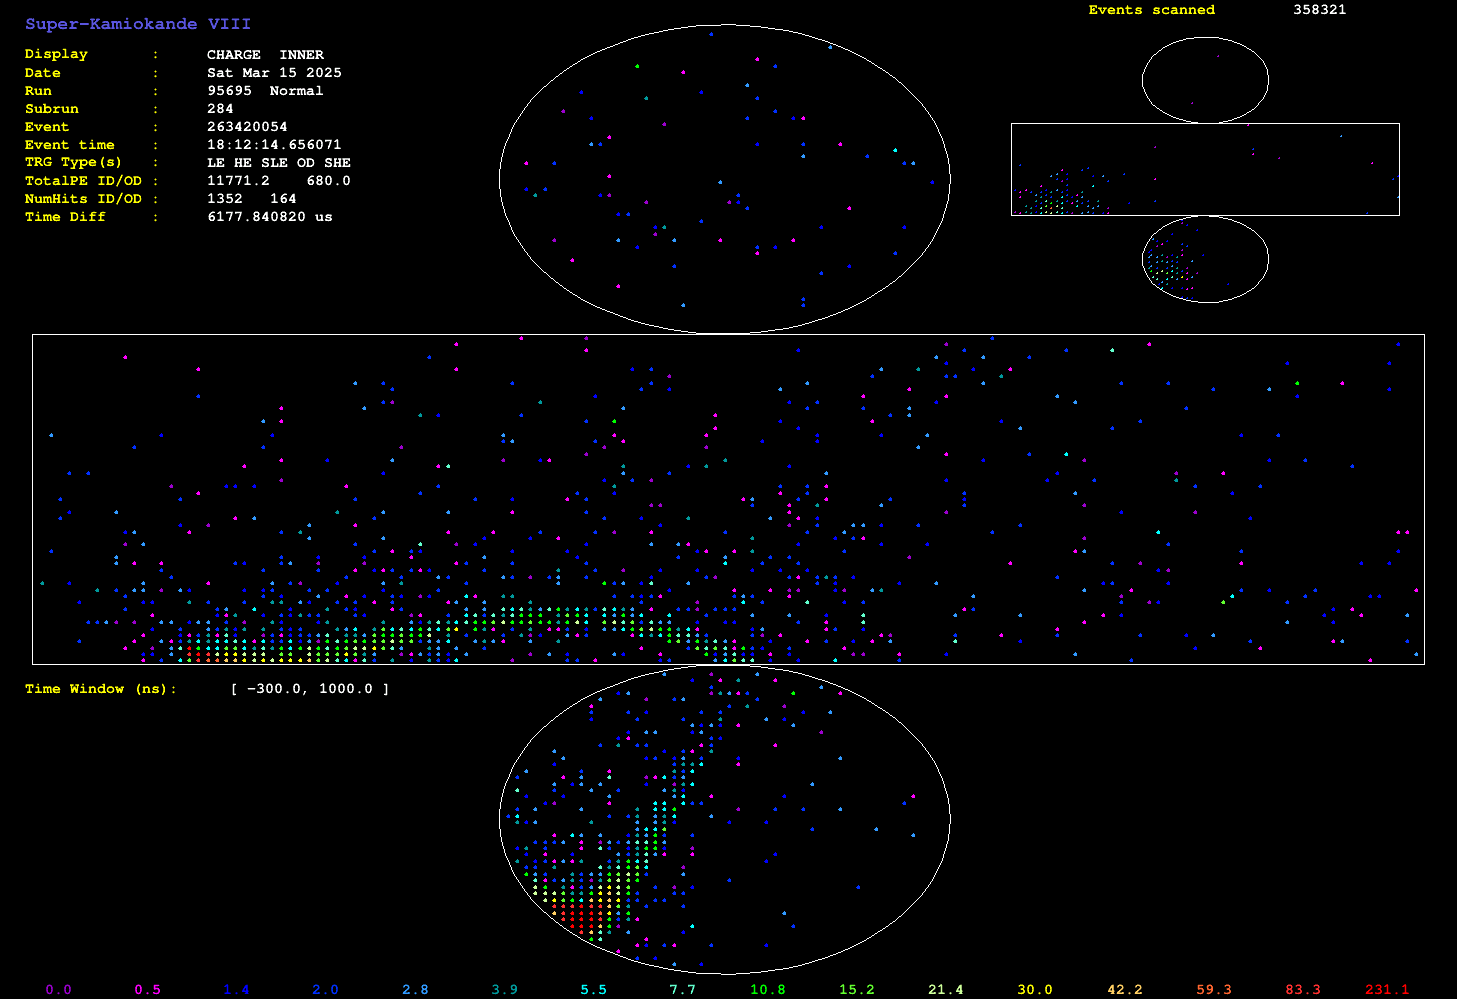 Super-Kamiokande VIII
Events scanned 358321
Display : CHARGE INNER
Date : Sat Mar 15 2025
Run : 95695 Normal
Subrun : 284
Event : 263420054
Event time : 18:12:14.656071
TRG Type(s) : LE HE SLE OD SHE
TotalPE ID/OD : 11771.2 680.0
NumHits ID/OD : 1352 164
Time Diff : 6177.840820 us
Time Window (ns): [ -300.0, 1000.0 ]
0.0 0.5 1.4 2.0 2.8 3.9 5.5 7.7 10.8 15.2 21.4 30.0 42.2 59.3 83.3 231.1